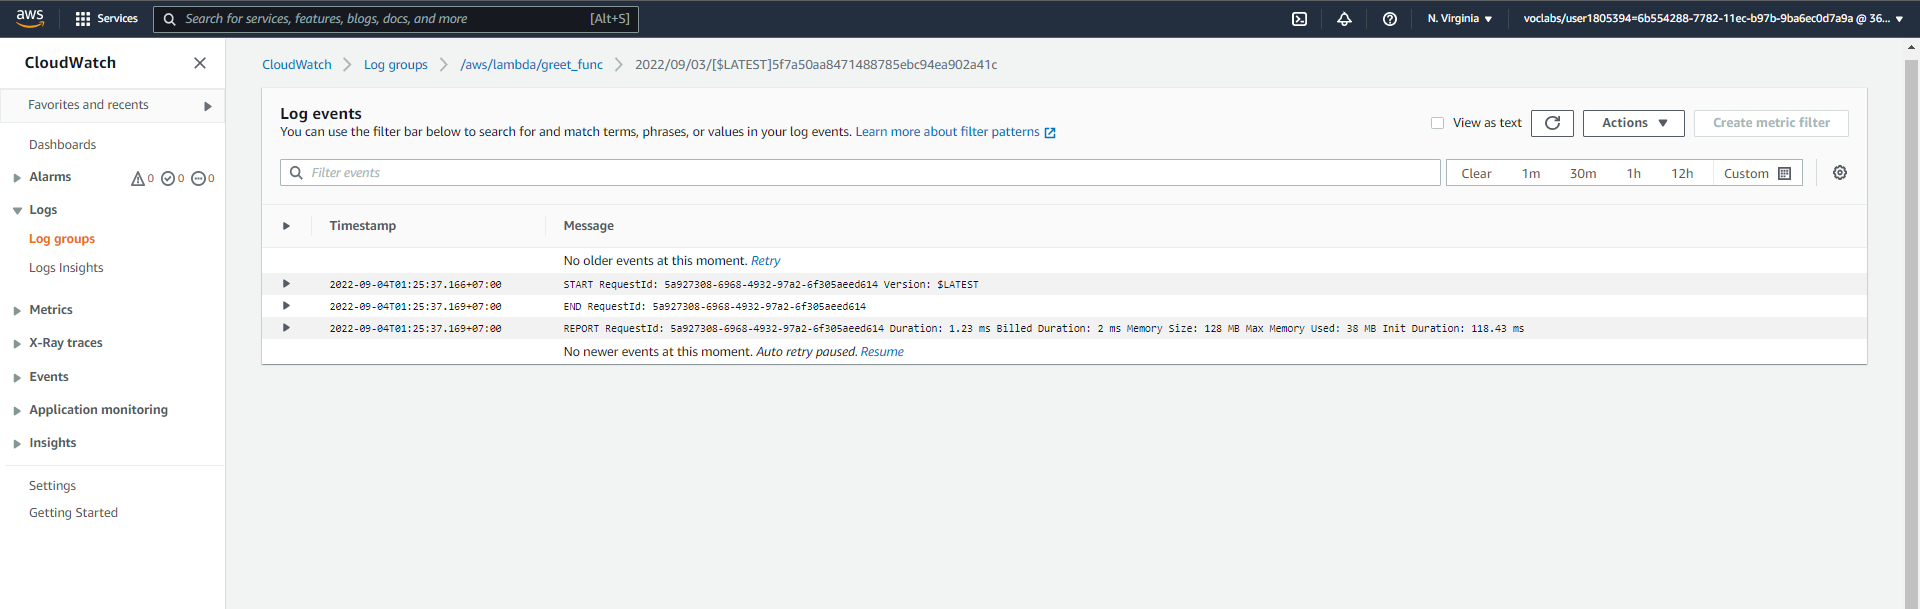 aws Services Search for services, features, blogs, docs, and more [Alt+S] N. Virginia voclabs/user1805394=6b554288-7782-11ec-b97b-9ba6ec0d7a9a @ 36...
CloudWatch
Favorites and recents
Dashboards
Alarms 0 0 0
Logs
Log groups
Logs Insights
Metrics
X-Ray traces
Events
Application monitoring
Insights
Settings
Getting Started
CloudWatch Log groups /aws/lambda/greet_func 2022/09/03/[$LATEST]5f7a50aa8471488785ebc94ea902a41c
Log events
You can use the filter bar below to search for and match terms, phrases, or values in your log events. Learn more about filter patterns
View as text Actions Create metric filter
Filter events Clear 1m 30m 1h 12h Custom
Timestamp Message
No older events at this moment. Retry
2022-09-04T01:25:37.166+07:00 START RequestId: 5a927308-6968-4932-97a2-6f305aeed614 Version: $LATEST
2022-09-04T01:25:37.169+07:00 END RequestId: 5a927308-6968-4932-97a2-6f305aeed614
2022-09-04T01:25:37.169+07:00 REPORT RequestId: 5a927308-6968-4932-97a2-6f305aeed614 Duration: 1.23 ms Billed Duration: 2 ms Memory Size: 128 MB Max Memory Used: 38 MB Init Duration: 118.43 ms
No newer events at this moment. Auto retry paused. Resume